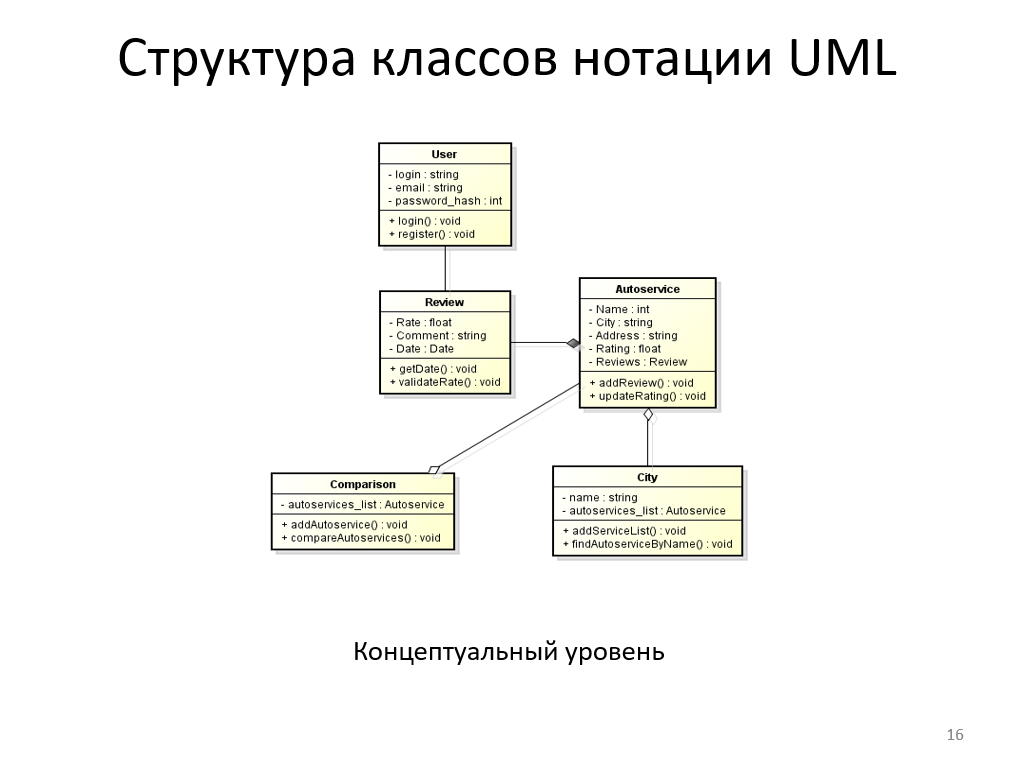 Структура классов нотации UML
User
- login : string
- email : string
- password_hash : int
+ login() : void
+ register() : void
Review
- Rate : float
- Comment : string
- Date : Date
+ getDate() : void
+ validateRate() : void
Autoservice
- Name : int
- City : string
- Address : string
- Rating : float
- Reviews : Review
+ addReview() : void
+ updateRating() : void
Comparison
- autoservices_list : Autoservice
+ addAutoservice() : void
+ compareAutoservices() : void
City
- name : string
- autoservices_list : Autoservice
+ addServiceList() : void
+ findAutoserviceByName() : void
Концептуальный уровень
16